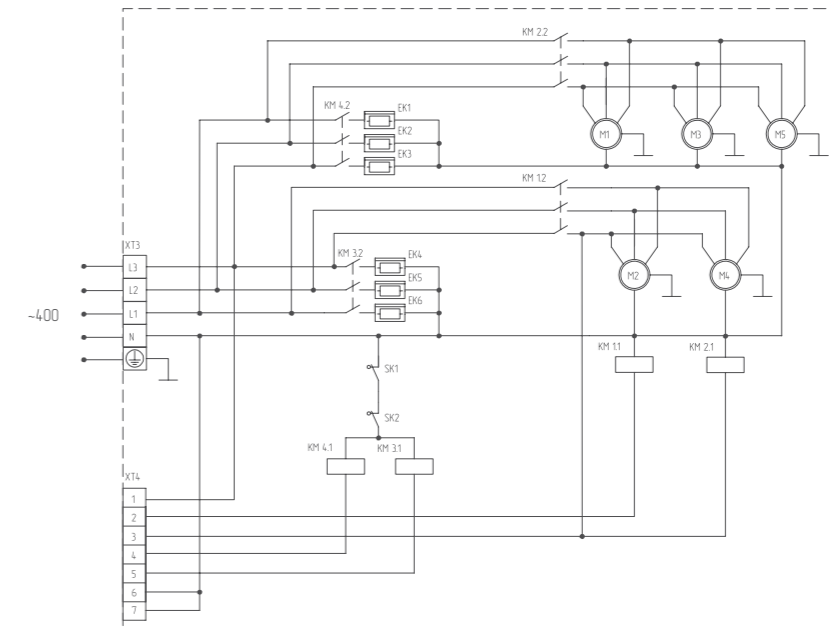 KM 2.2
KM 4.2
EK1
EK2
EK3
M1
M3
M5
KM 1.2
XT3
L3
L2
L1
N
~400
KM 3.2
EK4
EK5
EK6
M2
M4
KM 1.1
KM 2.1
SK1
SK2
KM 4.1
KM 3.1
XT4
1
2
3
4
5
6
7